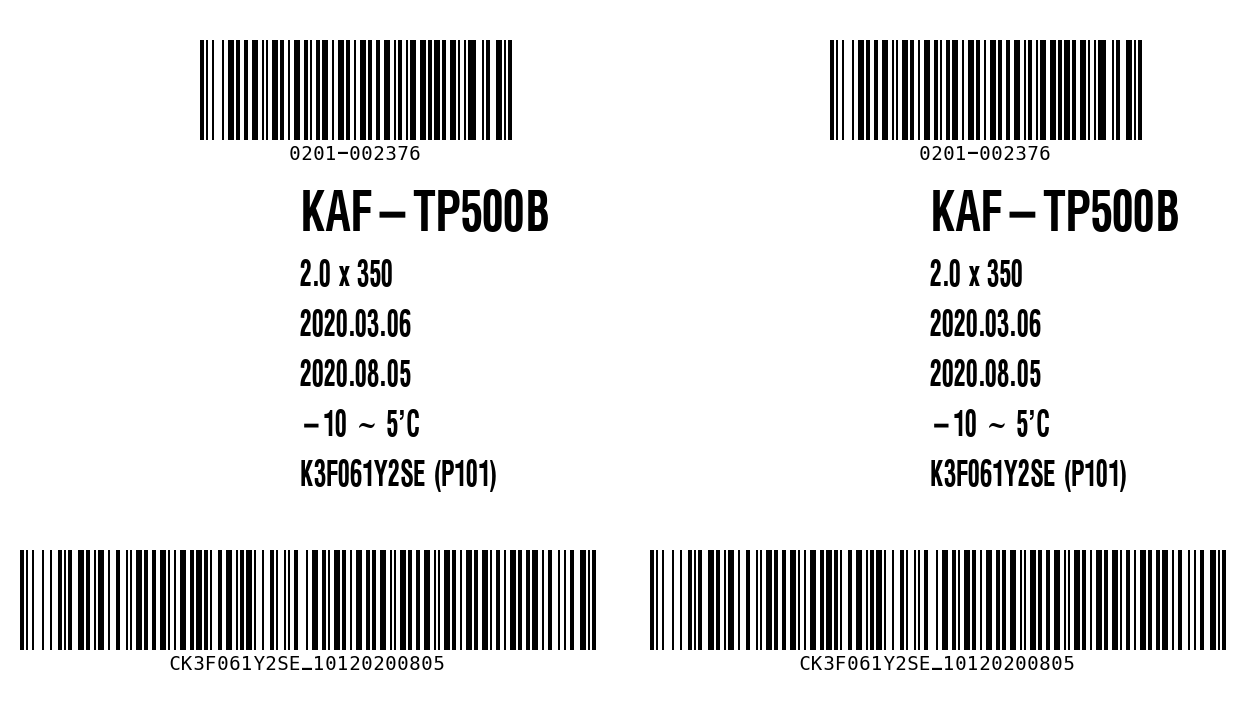 0201-002376
KAF-TP500B
2.0 x 350
2020.03.06
2020.08.05
-10 ~ 5'C
K3F061Y2SE (P101)
CK3F061Y2SE_10120200805
0201-002376
KAF-TP500B
2.0 x 350
2020.03.06
2020.08.05
-10 ~ 5'C
K3F061Y2SE (P101)
CK3F061Y2SE_10120200805